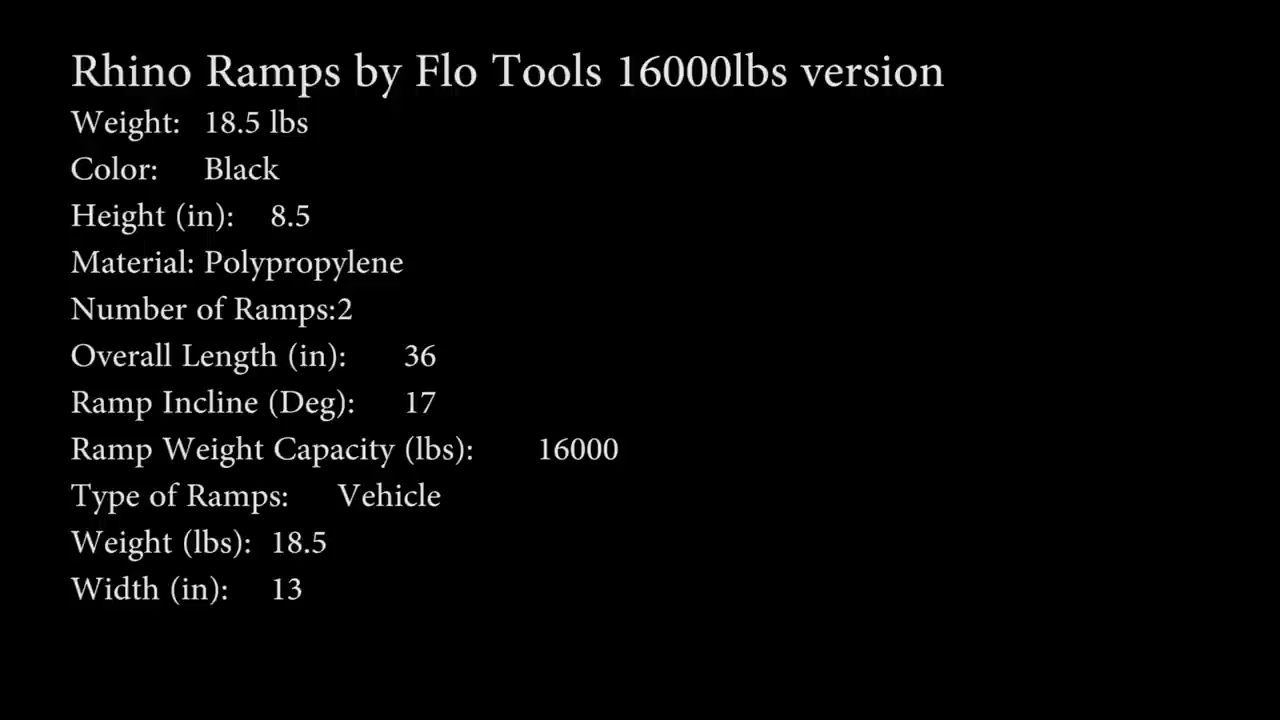 Rhino Ramps by Flo Tools 16000lbs version
Weight: 18.5 lbs
Color: Black
Height (in): 8.5
Material: Polypropylene
Number of Ramps:2
Overall Length (in): 36
Ramp Incline (Deg): 17
Ramp Weight Capacity (lbs): 16000
Type of Ramps: Vehicle
Weight (lbs): 18.5
Width (in): 13